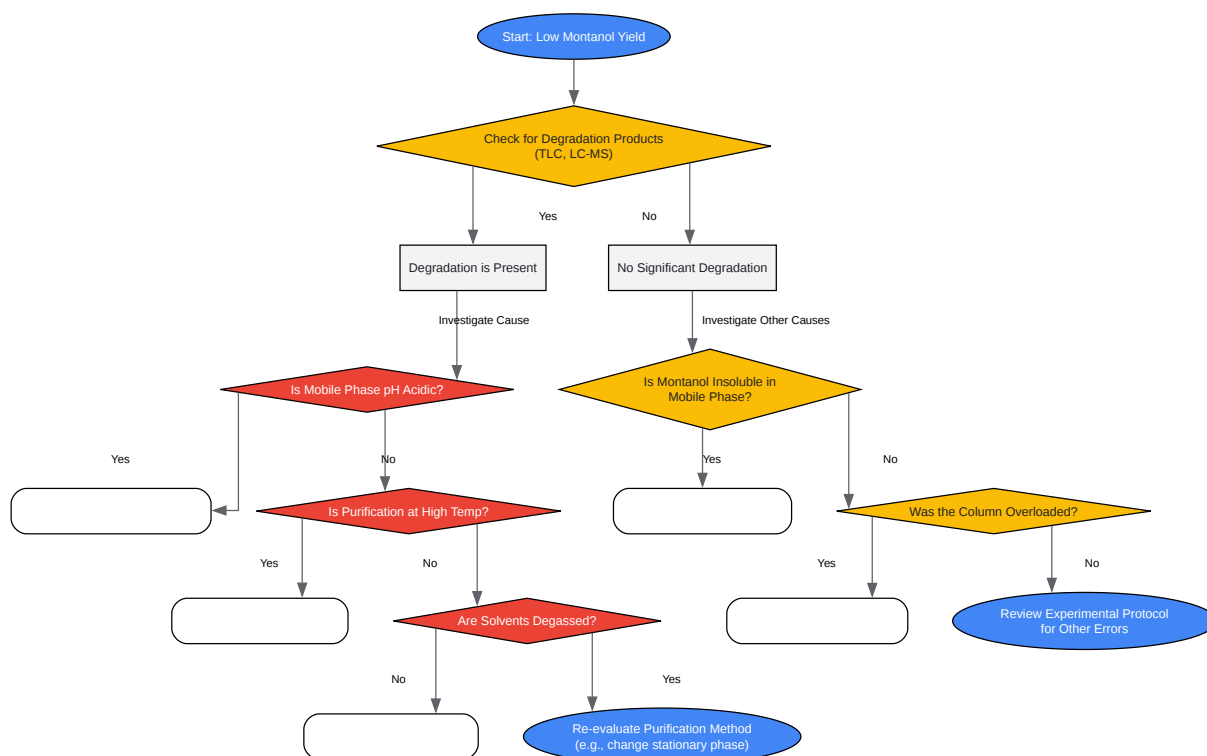 Start: Low Montanol Yield
Check for Degradation Products
(TLC, LC-MS)
Yes
No
Degradation is Present
No Significant Degradation
Investigate Cause
Investigate Other Causes
Is Mobile Phase pH Acidic?
Is Montanol Insoluble in
Mobile Phase?
Yes
No
Yes
No
Is Purification at High Temp?
Was the Column Overloaded?
Yes
No
Yes
No
Are Solvents Degassed?
Review Experimental Protocol
for Other Errors
No
Yes
Re-evaluate Purification Method
(e.g., change stationary phase)